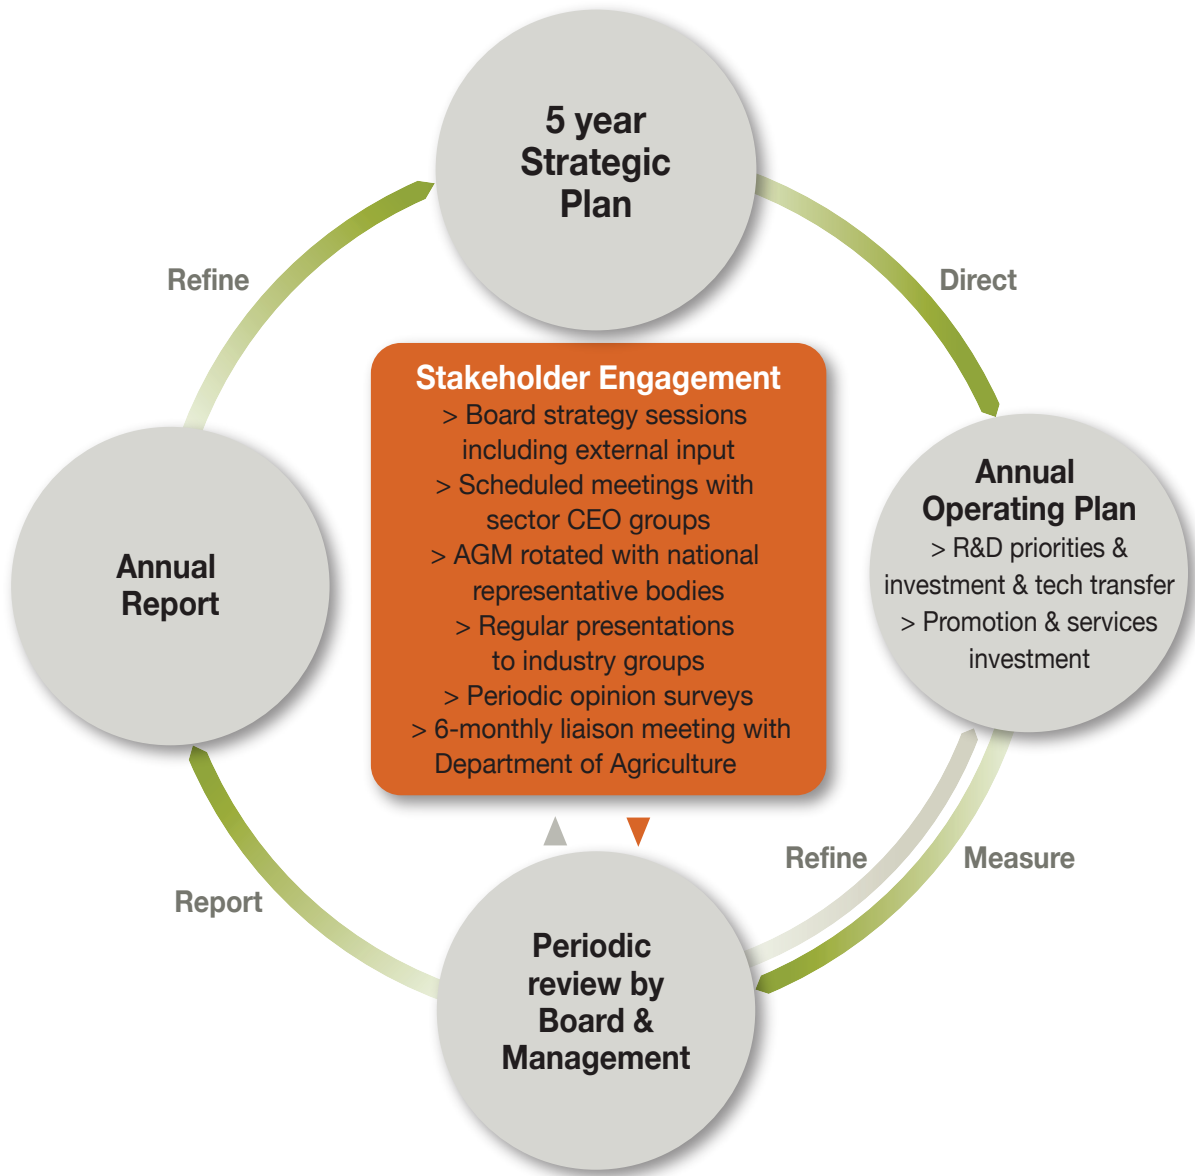 5 year
Strategic
Plan
Refine
Direct
Stakeholder Engagement
> Board strategy sessions
including external input
> Scheduled meetings with
sector CEO groups
> AGM rotated with national
representative bodies
> Regular presentations
to industry groups
> Periodic opinion surveys
> 6-monthly liaison meeting with
Department of Agriculture
Annual
Operating Plan
> R&D priorities &
investment & tech transfer
> Promotion & services
investment
Annual
Report
Refine
Measure
Report
Periodic
review by
Board &
Management